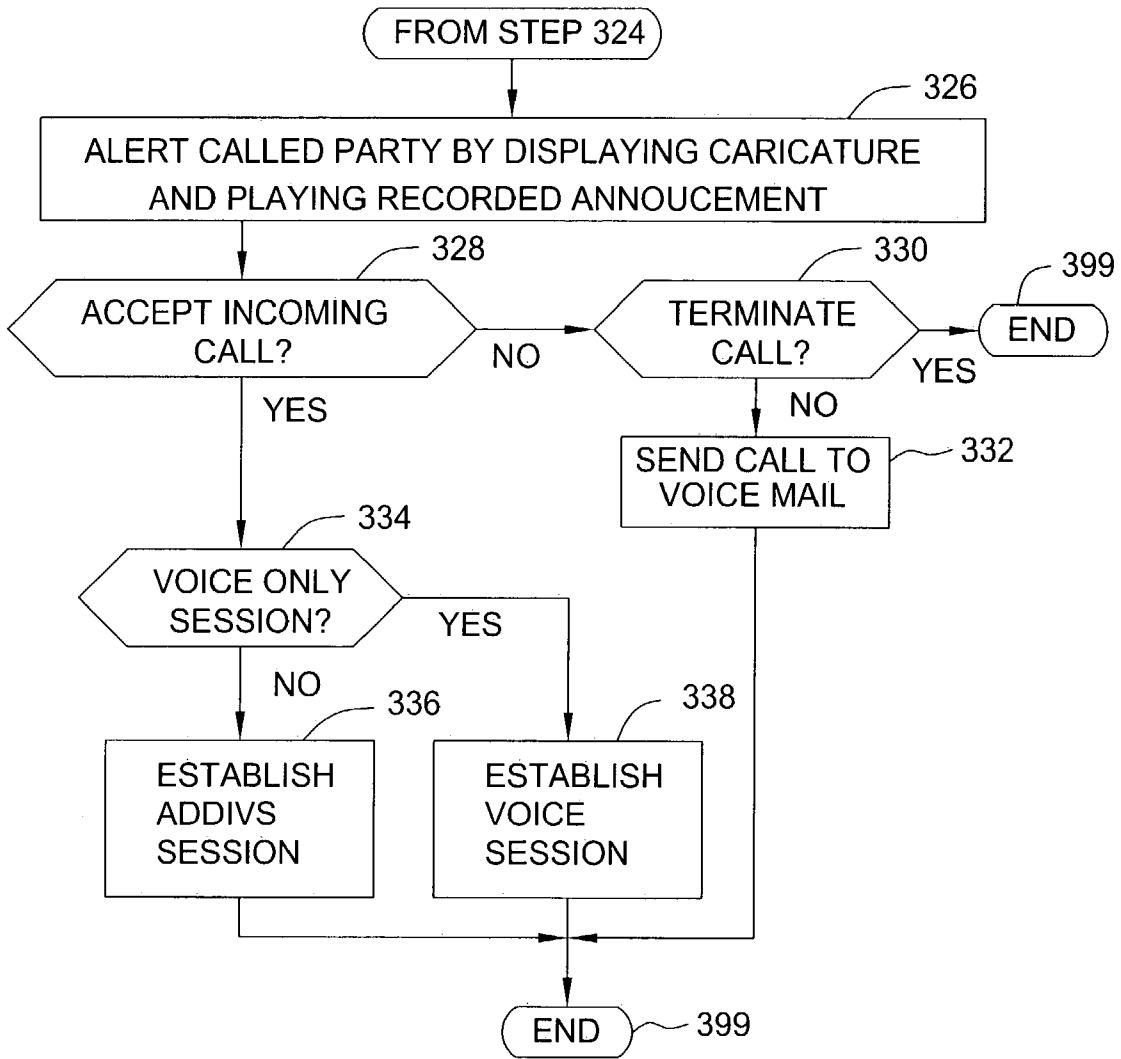 FROM STEP 324
326
ALERT CALLED PARTY BY DISPLAYING CARICATURE
AND PLAYING RECORDED ANNOUCEMENT
328
ACCEPT INCOMING
CALL?
NO
YES
330
TERMINATE
CALL?
YES
NO
399
END
SEND CALL TO
VOICE MAIL
332
334
VOICE ONLY
SESSION?
YES
NO
336
ESTABLISH
ADDIVS
SESSION
338
ESTABLISH
VOICE
SESSION
END
399